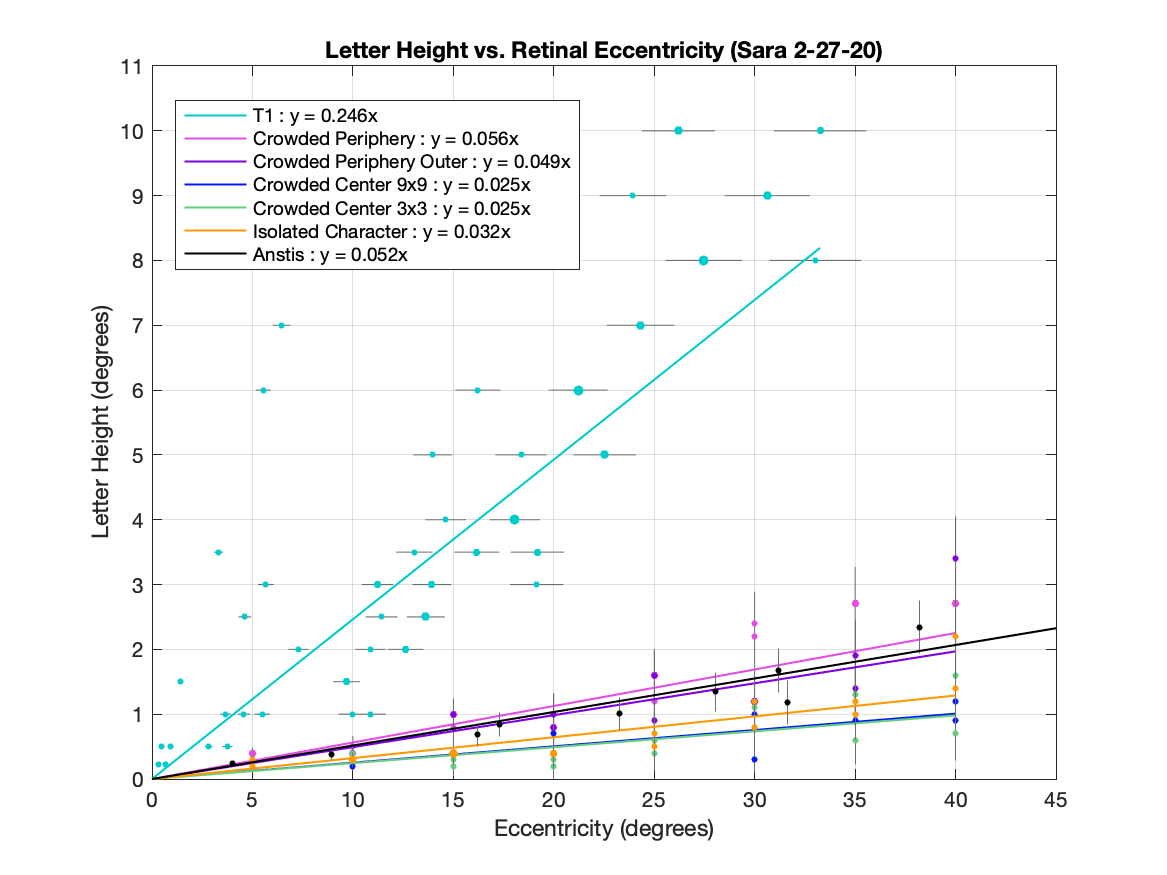 Letter Height vs. Retinal Eccentricity (Sara 2-27-20)
11
10
9
8
7
6
5
4
3
2
1
0
Letter Height (degrees)
T1 : y = 0.246x
Crowded Periphery : y = 0.056x
Crowded Periphery Outer : y = 0.049x
Crowded Center 9x9 : y = 0.025x
Crowded Center 3x3 : y = 0.025x
Isolated Character : y = 0.032x
Anstis : y = 0.052x
0 5 10 15 20 25 30 35 40 45
Eccentricity (degrees)